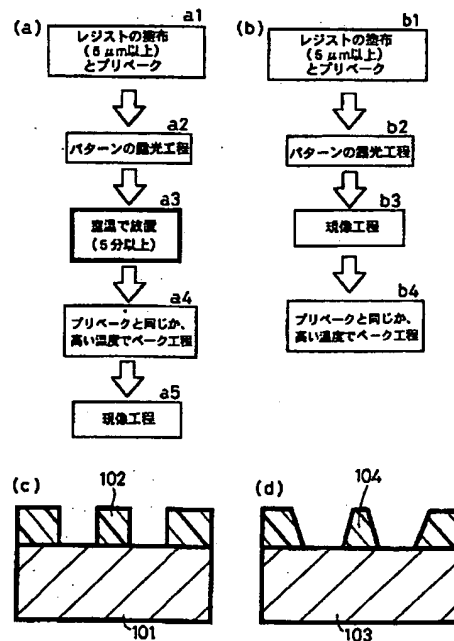 (a)
a1
レジストの塗布
(5μm以上)
とプリベーク
a2
パターンの露光工程
a3
室温で放置
(5分以上)
a4
プリベークと同じか、
高い温度でベーク工程
a5
現像工程
(b)
b1
レジストの塗布
(5μm以上)
とプリベーク
b2
パターンの露光工程
b3
現像工程
b4
プリベークと同じか、
高い温度でベーク工程
(c)
102
101
(d)
104
103